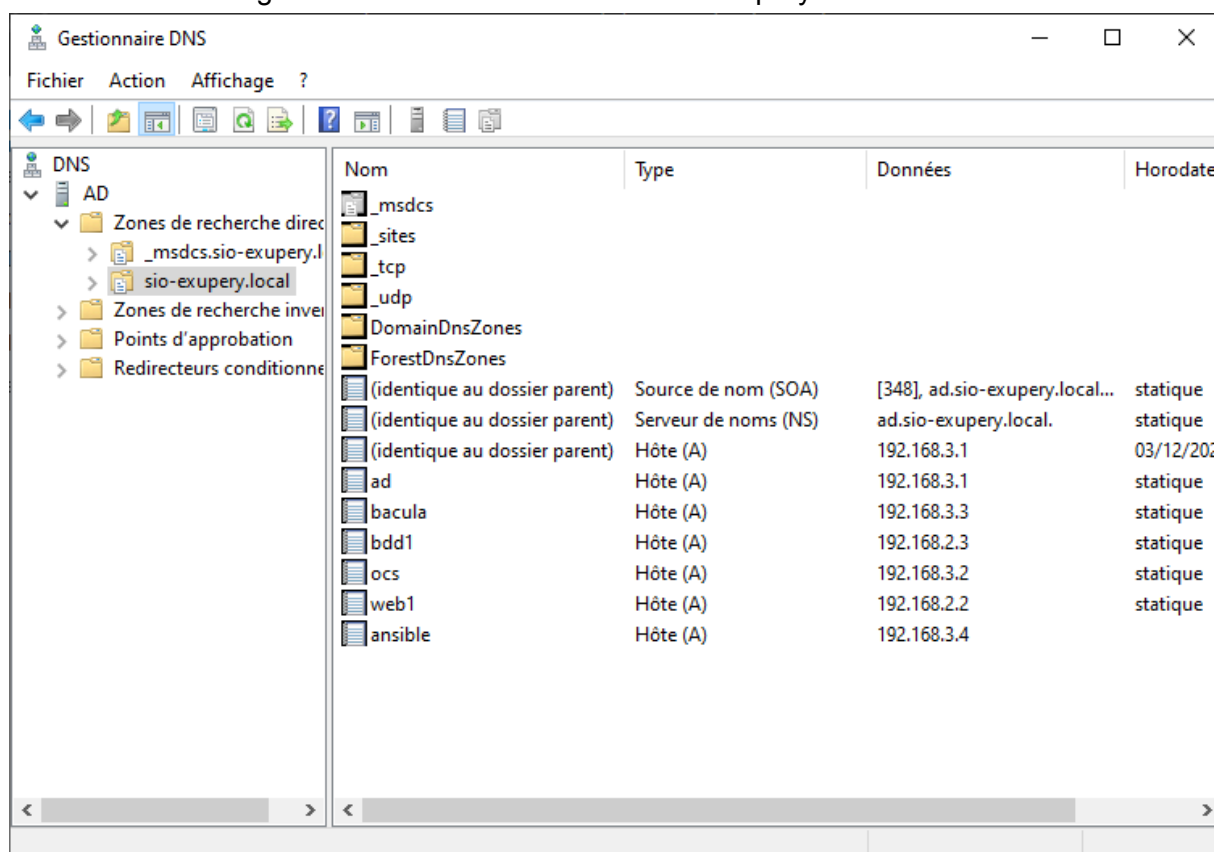 Gestionnaire DNS
Fichier Action Affichage ?
DNS
AD
Zones de recherche direc
_msdcs.sio-exupery.l
sio-exupery.local
Zones de recherche inver
Points d'approbation
Redirecteurs conditionne
Nom Type Données Horodate
_msdcs
_sites
_tcp
_udp
DomainDnsZones
ForestDnsZones
(identique au dossier parent) Source de nom (SOA) [348], ad.sio-exupery.local... statique
(identique au dossier parent) Serveur de noms (NS) ad.sio-exupery.local. statique
(identique au dossier parent) Hôte (A) 192.168.3.1 03/12/202
ad Hôte (A) 192.168.3.1 statique
bacula Hôte (A) 192.168.3.3 statique
bdd1 Hôte (A) 192.168.2.3 statique
ocs Hôte (A) 192.168.3.2 statique
web1 Hôte (A) 192.168.2.2 statique
ansible Hôte (A) 192.168.3.4